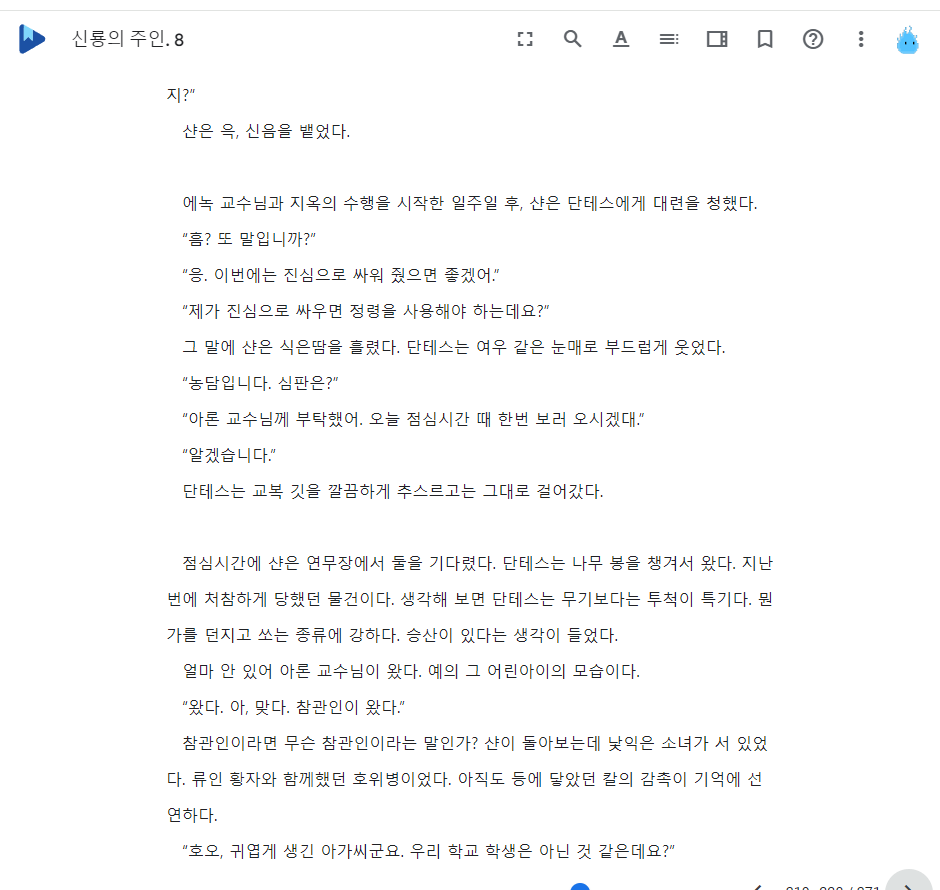 신룡의 주인. 8
지?”
샨은 윽, 신음을 뱉었다.
에녹 교수님과 지옥의 수행을 시작한 일주일 후, 샨은 단테스에게 대련을 청했다.
“흠? 또 말입니까?”
“응. 이번에는 진심으로 싸워 줬으면 좋겠어.”
“제가 진심으로 싸우면 정령을 사용해야 하는데요?”
그 말에 샨은 식은땀을 흘렸다. 단테스는 여우 같은 눈매로 부드럽게 웃었다.
“농담입니다. 심판은?”
“아론 교수님께 부탁했어. 오늘 점심시간 때 한번 보러 오시겠대.”
“알겠습니다.”
단테스는 교복 깃을 깔끔하게 추스르고는 그대로 걸어갔다.
점심시간에 샨은 연무장에서 둘을 기다렸다. 단테스는 나무 봉을 챙겨서 왔다. 지난
번에 처참하게 당했던 물건이다. 생각해 보면 단테스는 무기보다는 투척이 특기다. 뭔
가를 던지고 쏘는 종류에 강하다. 승산이 있다는 생각이 들었다.
얼마 안 있어 아론 교수님이 왔다. 예의 그 어린아이의 모습이다.
“왔다. 아, 맞다. 참관인이 왔다.”
참관인이라면 무슨 참관인이라는 말인가? 샨이 돌아보는데 낯익은 소녀가 서 있었
다. 류인 황자와 함께했던 호위병이었다. 아직도 등에 닿았던 칼의 감촉이 기억에 선
연하다.
“호오, 귀엽게 생긴 아가씨군요. 우리 학교 학생은 아닌 것 같은데요?”